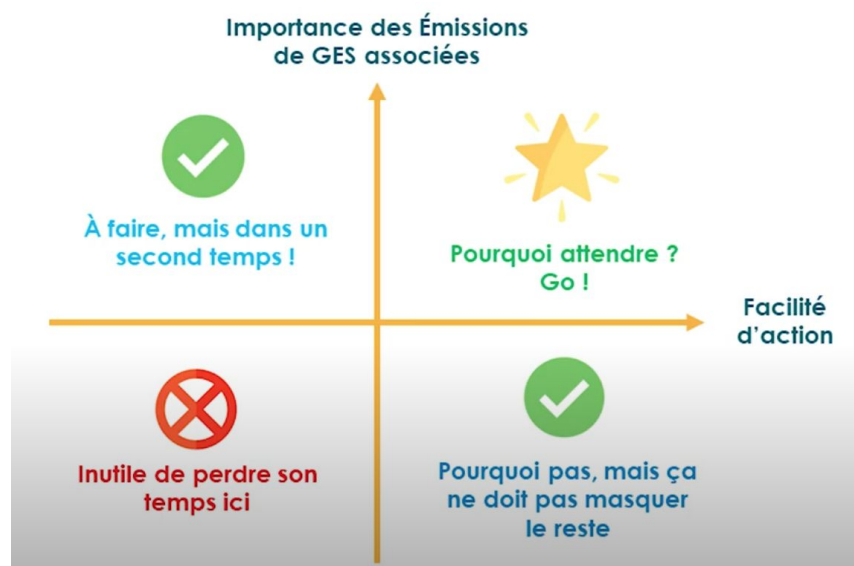 Importance des Émissions
de GES associées
À faire, mais dans un
second temps !
Pourquoi attendre ?
Go !
Facilité
d'action
Inutile de perdre son
temps ici
Pourquoi pas, mais ça
ne doit pas masquer
le reste